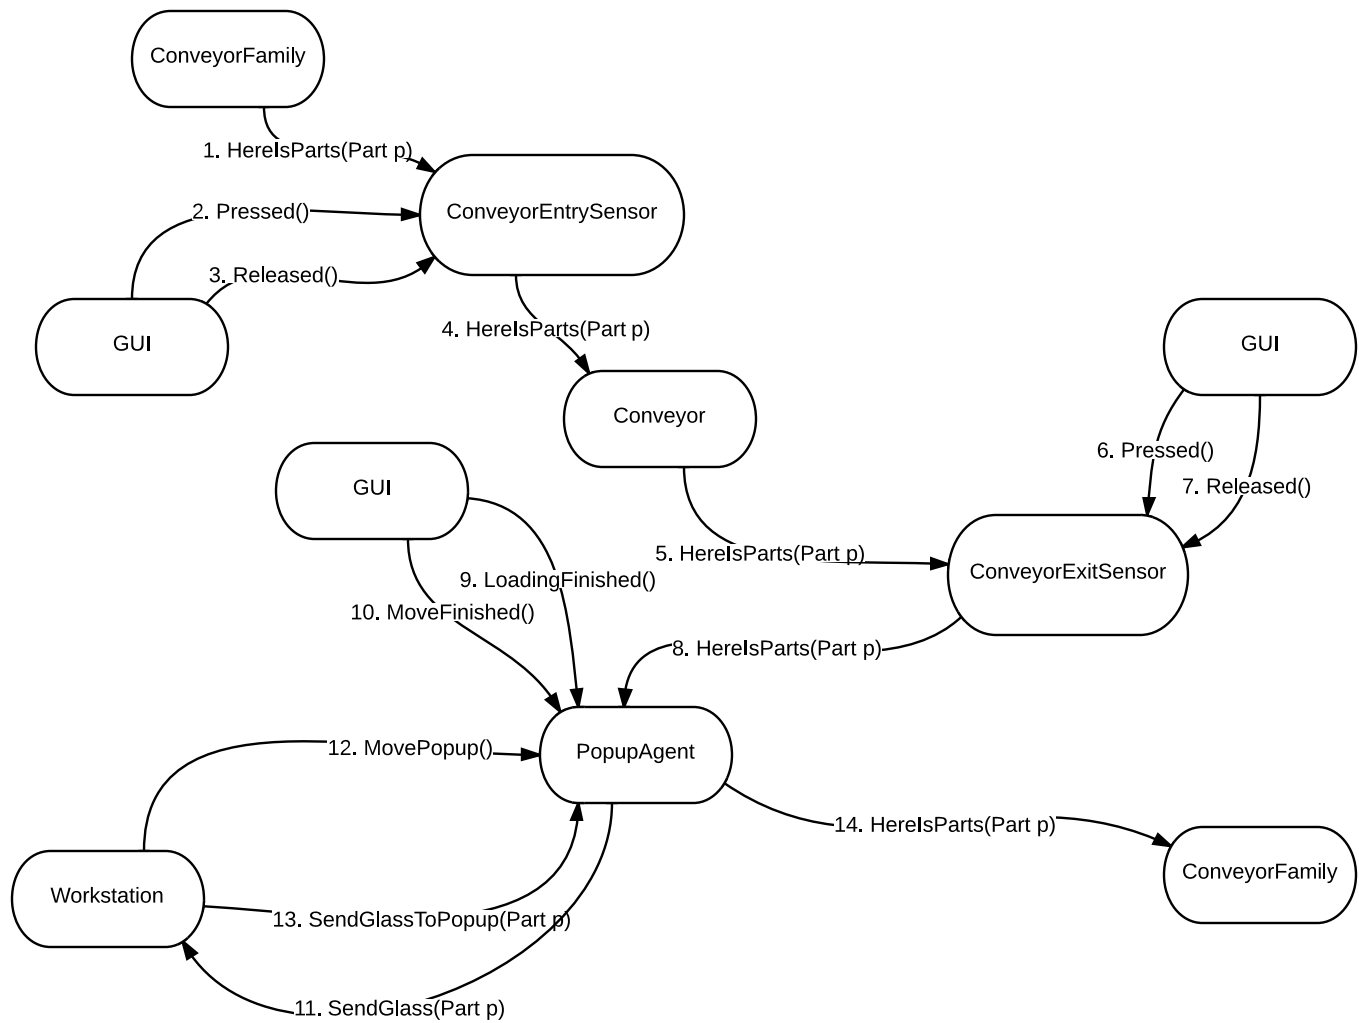 ConveyorFamily
1. HereIsParts(Part p)
2. Pressed()
ConveyorEntrySensor
3. Released()
GUI
4. HereIsParts(Part p)
GUI
Conveyor
6. Pressed()
GUI
7. Released()
5. HereIsParts(Part p)
ConveyorExitSensor
9. LoadingFinished()
10. MoveFinished()
8. HereIsParts(Part p)
12. MovePopup()
PopupAgent
14. HereIsParts(Part p)
ConveyorFamily
Workstation
13. SendGlassToPopup(Part p)
11. SendGlass(Part p)